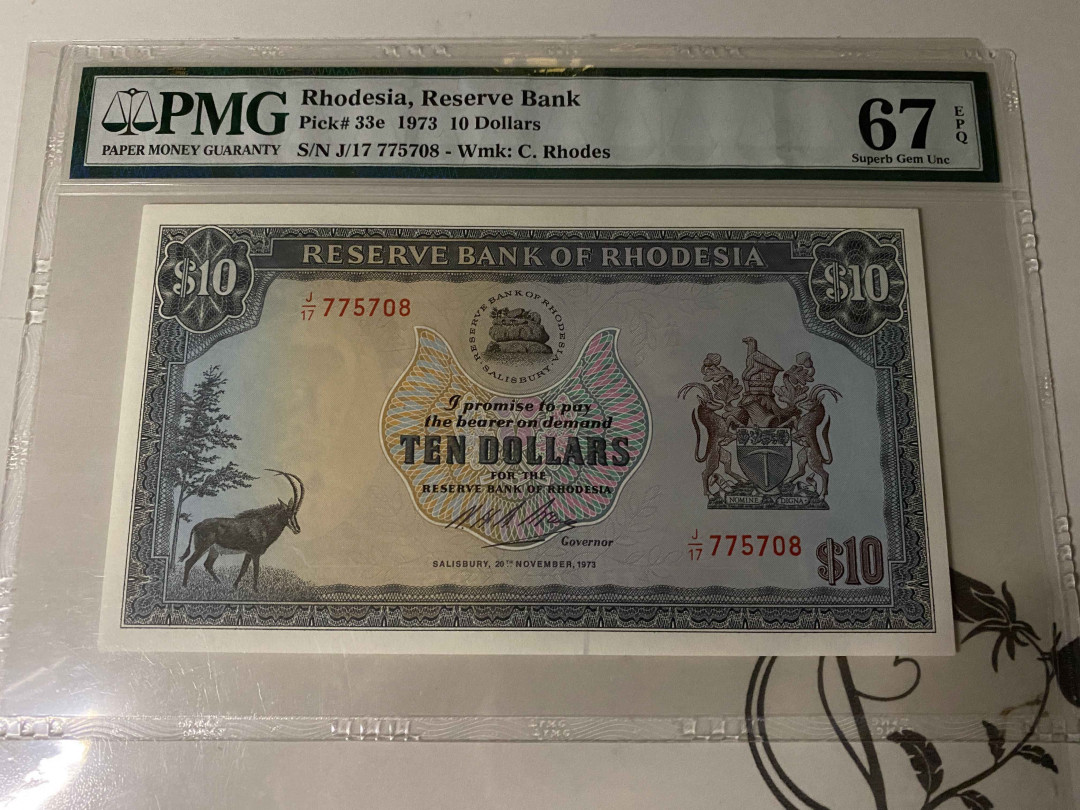 PMG
PAPER MONEY GUARANTY
Rhodesia, Reserve Bank
Pick# 33e 1973 10 Dollars
S/N J/17 775708 - Wmk: C. Rhodes
67
EPQ
Superb Gem Unc
RESERVE BANK OF RHODESIA
$10
$10
J/17 775708
RESERVE BANK OF RHODESIA
SALISBURY
I promise to pay
the bearer on demand
TEN DOLLARS
FOR THE
RESERVE BANK OF RHODESIA
Governor
SALISBURY, 20TH NOVEMBER, 1973
NOMINE DIGNA
J/17 775708
$10